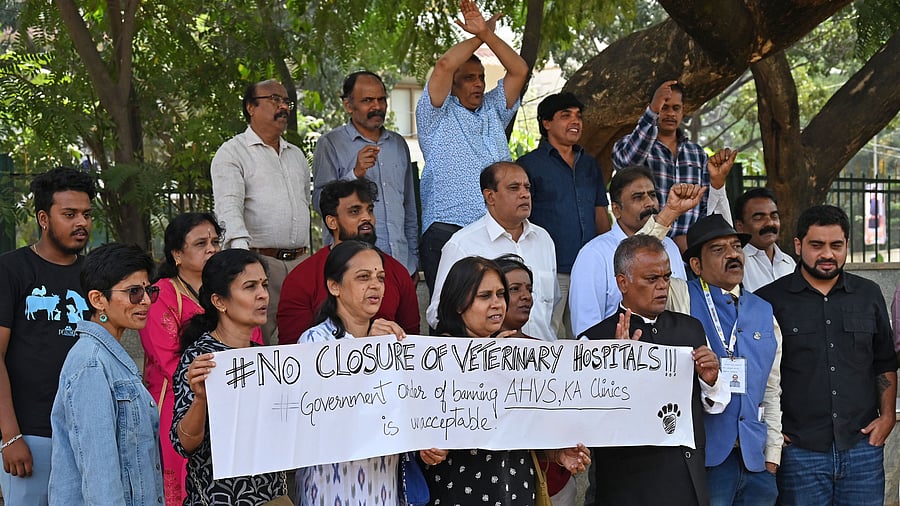 #NO CLOSURE OF VETERINARY HOSPITALS!!!
#Government order of banning AHVS, KA Clinics
is unacceptable!